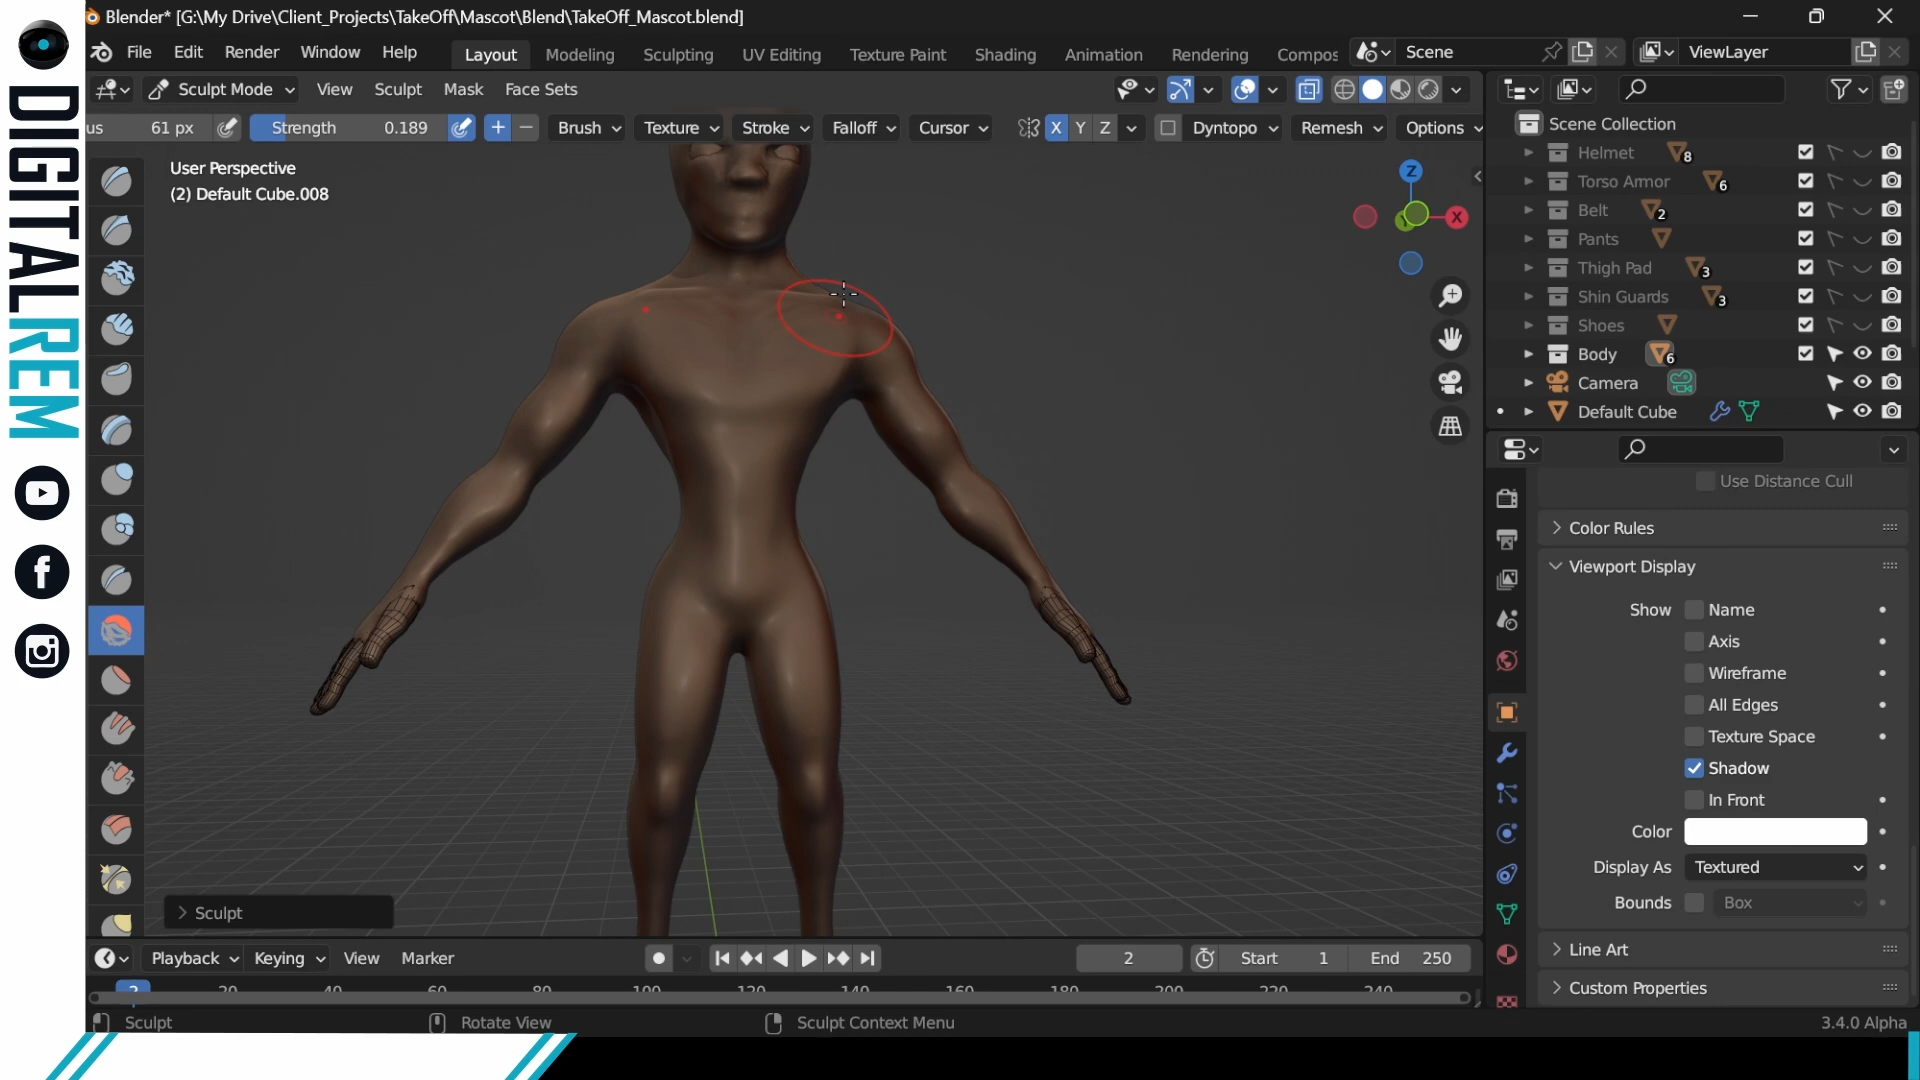 Blender* [G:\My Drive\Client_Projects\TakeOff\Mascot\Blend\TakeOff_Mascot.blend]
File Edit Render Window Help Layout Modeling Sculpting UV Editing Texture Paint Shading Animation Rendering Compos Scene ViewLayer
Sculpt Mode View Sculpt Mask Face Sets
us 61 px Strength 0.189 Brush Texture Stroke Falloff Cursor X Y Z Dyntopo Remesh Options
User Perspective
(2) Default Cube.008
Z
X
Y
Sculpt
Scene Collection
Helmet 8
Torso Armor 6
Belt 2
Pants
Thigh Pad 3
Shin Guards 3
Shoes
Body 6
Camera
Default Cube
Use Distance Cull
Color Rules
Viewport Display
Show Name
Axis
Wireframe
All Edges
Texture Space
Shadow
In Front
Color
Display As Textured
Bounds Box
Line Art
Custom Properties
Playback Keying View Marker 2 Start 1 End 250
2 20 40 60 80 100 120 140 160 180 200 220 240
Sculpt Rotate View Sculpt Context Menu 3.4.0 Alpha
DIGITALREM